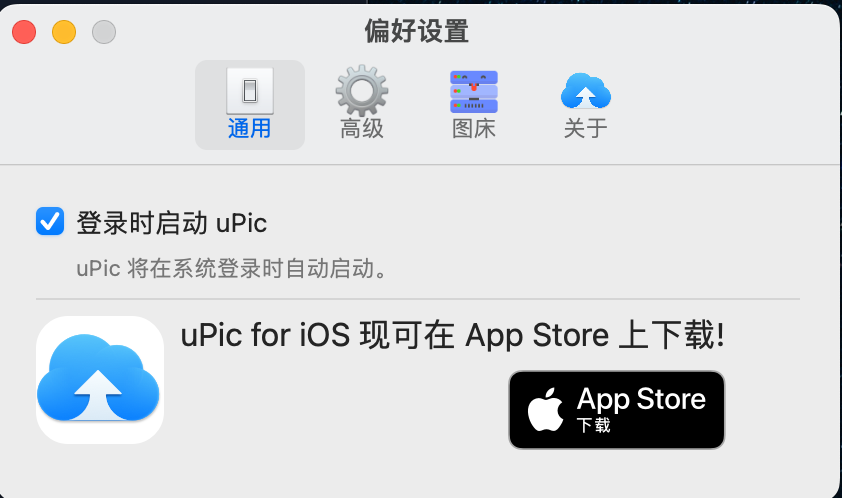 偏好设置
通用 高级 图床 关于
登录时启动 uPic
uPic 将在系统登录时自动启动。
uPic for iOS 现可在 App Store 上下载!
App Store
下载